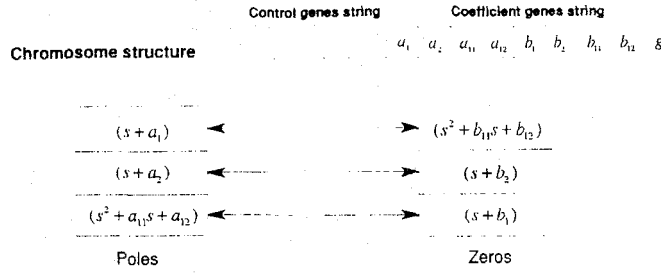 Control genes string Coefficient genes string
Chromosome structure a₁ a₂ a₁₁ a₁₂ b₁ b₂ b₁₁ b₁₂ g
(s + a₁) (s² + b₁₁s + b₁₂)
(s + a₂) (s + b₂)
(s² + a₁₁s + a₁₂) (s + b₁)
Poles Zeros